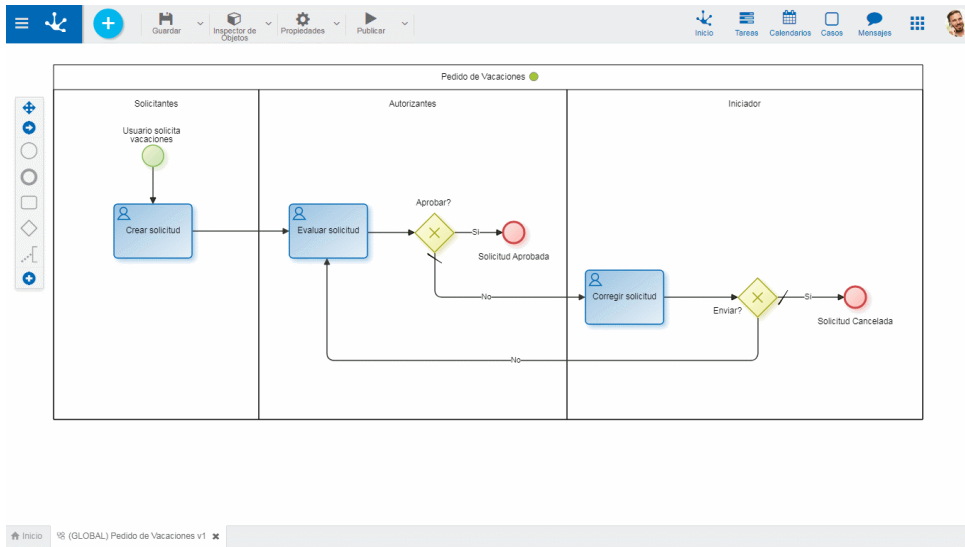 Guardar
Inspector de
Objetos
Propiedades
Publicar
Inicio
Tareas
Calendarios
Casos
Mensajes
Pedido de Vacaciones
Solicitantes
Autorizantes
Iniciador
Usuario solicita
vacaciones
Crear solicitud
Evaluar solicitud
Aprobar?
Si
Solicitud Aprobada
No
Corregir solicitud
Enviar?
Si
Solicitud Cancelada
No
Inicio
(GLOBAL) Pedido de Vacaciones v1